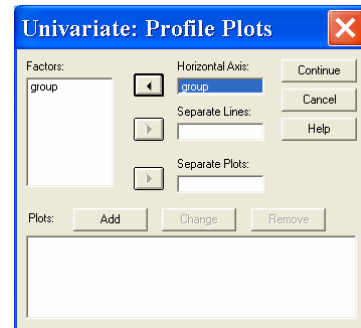 Univariate: Profile Plots
Factors:
group
Horizontal Axis:
group
Separate Lines:
Separate Plots:
Continue
Cancel
Help
Plots:
Add
Change
Remove